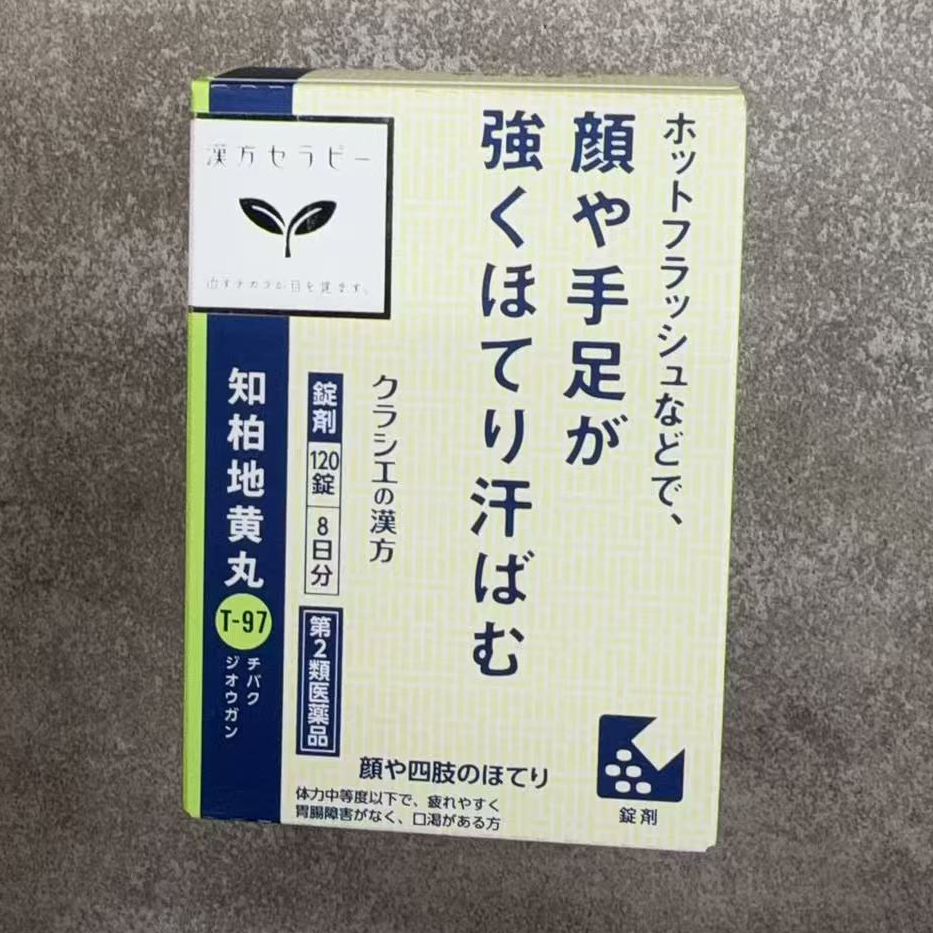 ホットフラッシュなどで、
顔や手足が
強くほてり汗ばむ
漢方セラピー
治すチカラが目を覚ます。
クラシエの漢方
錠剤
120錠
8日分
第2類医薬品
知柏地黄丸
T-97
チバク
ジオウガン
顔や四肢のほてり
体力中等度以下で、疲れやすく
胃腸障害がなく、口渇がある方
錠剤